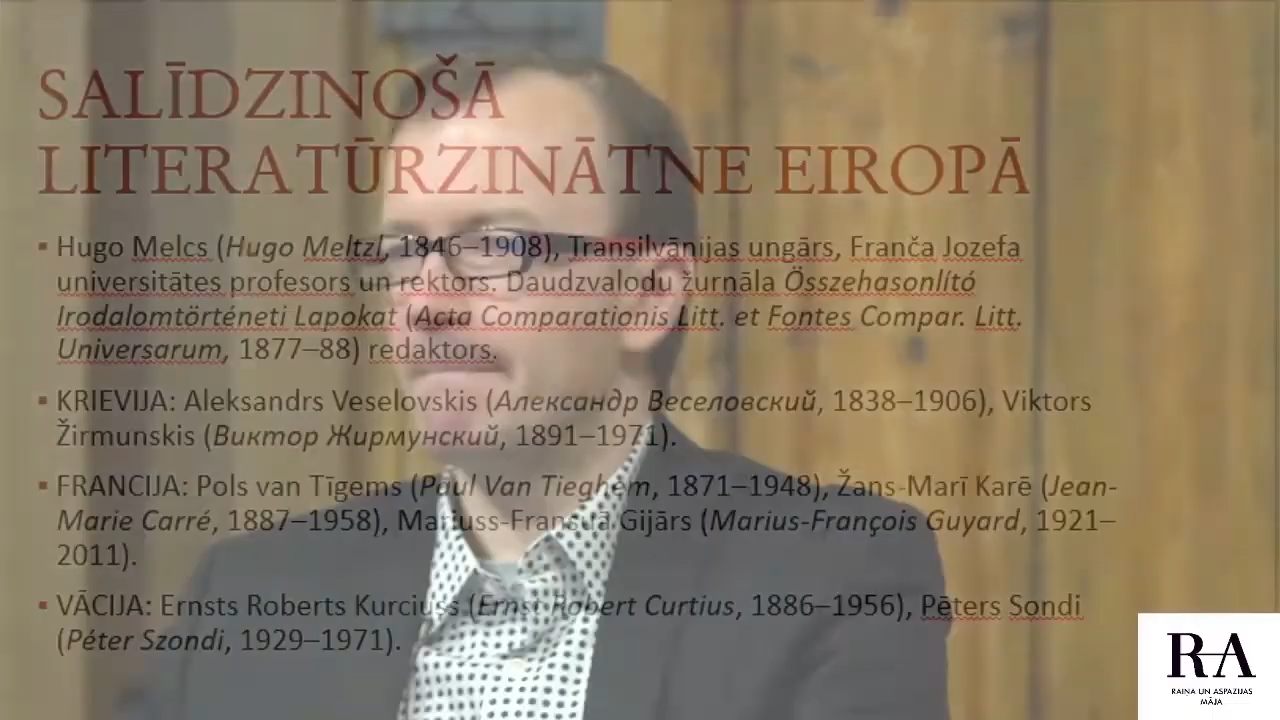 SALĪDZINOŠĀ
LITERATŪRZINĀTNE EIROPĀ
▪ Hugo Melcs (Hugo Meltzl, 1846–1908), Transilvānijas ungārs, Franča Jozefa
universitātes profesors un rektors. Daudzvalodu žurnāla Összehasonlító
Irodalomtörténeti Lapokat (Acta Comparationis Litt. et Fontes Compar. Litt.
Universarum, 1877–88) redaktors.
▪ KRIEVIJA: Aleksandrs Veselovskis (Александр Веселовский, 1838–1906), Viktors
Žirmunskis (Виктор Жирмунский, 1891–1971).
▪ FRANCIJA: Pols van Tīgems (Paul Van Tieghem, 1871–1948), Žans-Marī Karē (Jean-
Marie Carré, 1887–1958), Mariuss-Fransuā Gijārs (Marius-François Guyard, 1921–
2011).
▪ VĀCIJA: Ernsts Roberts Kurciuss (Ernst Robert Curtius, 1886–1956), Pēters Sondi
(Péter Szondi, 1929–1971).
RA
RAIŅA UN ASPAZIJAS
MĀJA